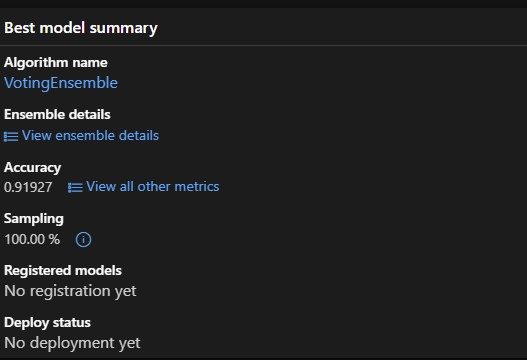 Best model summary
Algorithm name
VotingEnsemble
Ensemble details
View ensemble details
Accuracy
0.91927 View all other metrics
Sampling
100.00 %
Registered models
No registration yet
Deploy status
No deployment yet